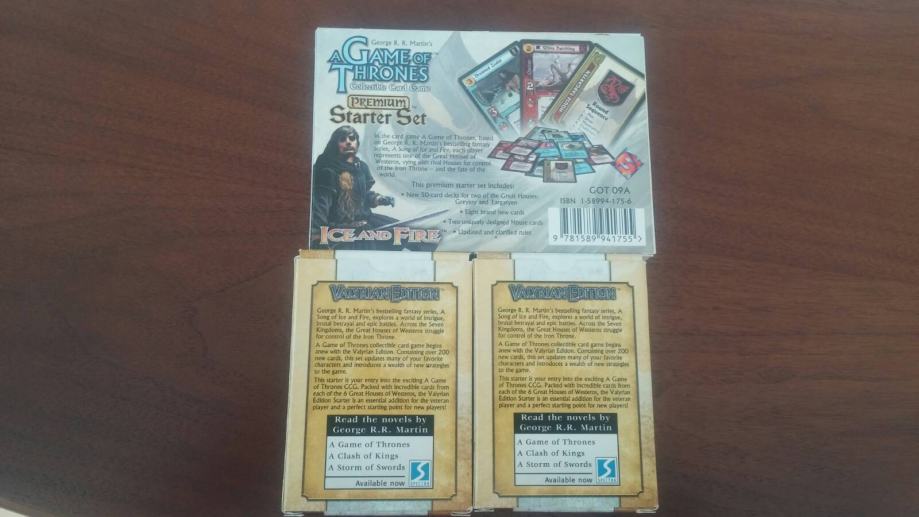 George R. R. Martin's
A GAME OF
THRONES
Collectible Card Game
PREMIUM
Starter Set
In the card game A Game of Thrones, based
on George R. R. Martin's bestselling fantasy
series, A Song of Ice and Fire, each player
represents one of the Great Houses of
Westeros, vying with rival Houses for control
of the Iron Throne – and the fate of the
world.
This premium starter set includes:
• New 50-card decks for two of the Great Houses:
Greyjoy and Targaryen
• Eight brand new cards
• Two uniquely designed House cards
• Updated and clarified rules
ICE AND FIRE
HOUSE TARGARYEN
GOT 09A
ISBN 1-58994-175-6
9 781589 941755 >
VALYRIAN EDITION
George R. R. Martin's bestselling fantasy series, A
Song of Ice and Fire, explores a world of intrigue,
brutal betrayal and epic battles. Across the Seven
Kingdoms, the Great Houses of Westeros struggle
for control of the Iron Throne.
A Game of Thrones collectible card game begins
anew with the Valyrian Edition. Containing over 200
new cards, this set updates many of your favorite
characters and introduces a wealth of new strategies
to the game.
This starter is your entry into the exciting A Game
of Thrones CCG. Packed with incredible cards from
each of the 6 Great Houses of Westeros, the Valyrian
Edition Starter is an essential addition for the veteran
player and a perfect starting point for new players!
Read the novels by
George R.R. Martin
A Game of Thrones
A Clash of Kings
A Storm of Swords
Available now
SPECTRA
VALYRIAN EDITION
George R. R. Martin's bestselling fantasy series, A
Song of Ice and Fire, explores a world of intrigue,
brutal betrayal and epic battles. Across the Seven
Kingdoms, the Great Houses of Westeros struggle
for control of the Iron Throne.
A Game of Thrones collectible card game begins
anew with the Valyrian Edition. Containing over 200
new cards, this set updates many of your favorite
characters and introduces a wealth of new strategies
to the game.
This starter is your entry into the exciting A Game
of Thrones CCG. Packed with incredible cards from
each of the 6 Great Houses of Westeros, the Valyrian
Edition Starter is an essential addition for the veteran
player and a perfect starting point for new players!
Read the novels by
George R.R. Martin
A Game of Thrones
A Clash of Kings
A Storm of Swords
Available now
SPECTRA